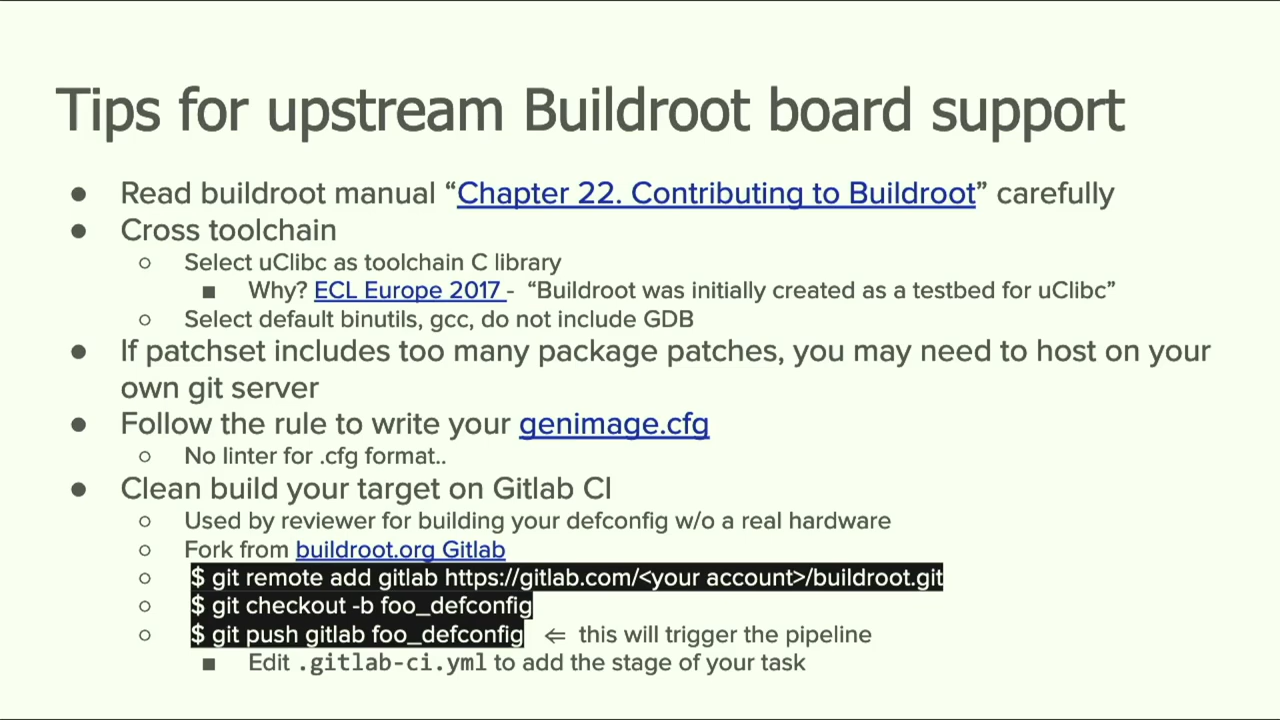 Tips for upstream Buildroot board support
● Read buildroot manual “Chapter 22. Contributing to Buildroot” carefully
● Cross toolchain
○ Select uClibc as toolchain C library
■ Why? ECL Europe 2017 - “Buildroot was initially created as a testbed for uClibc”
○ Select default binutils, gcc, do not include GDB
● If patchset includes too many package patches, you may need to host on your
own git server
● Follow the rule to write your genimage.cfg
○ No linter for .cfg format..
● Clean build your target on Gitlab CI
○ Used by reviewer for building your defconfig w/o a real hardware
○ Fork from buildroot.org Gitlab
○ $ git remote add gitlab https://gitlab.com/<your account>/buildroot.git
○ $ git checkout -b foo_defconfig
○ $ git push gitlab foo_defconfig ⇐ this will trigger the pipeline
■ Edit .gitlab-ci.yml to add the stage of your task